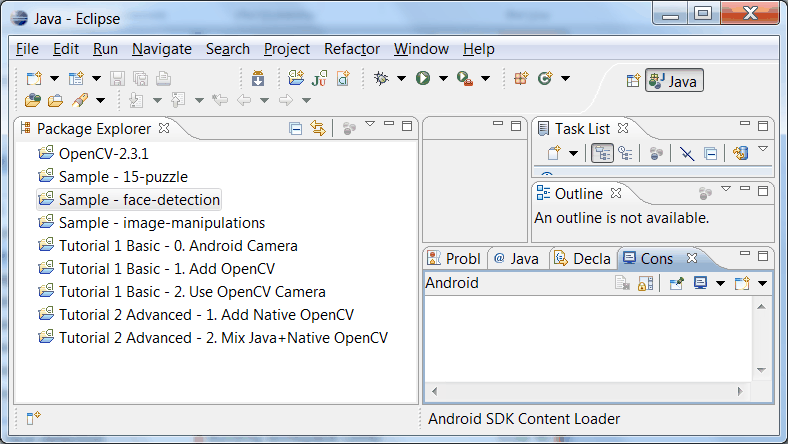 Java - Eclipse
File Edit Run Navigate Search Project Refactor Window Help
Java
Package Explorer
OpenCV-2.3.1
Sample - 15-puzzle
Sample - face-detection
Sample - image-manipulations
Tutorial 1 Basic - 0. Android Camera
Tutorial 1 Basic - 1. Add OpenCV
Tutorial 1 Basic - 2. Use OpenCV Camera
Tutorial 2 Advanced - 1. Add Native OpenCV
Tutorial 2 Advanced - 2. Mix Java+Native OpenCV
Task List
Outline
An outline is not available.
Probl @ Java Decla Cons
Android
Android SDK Content Loader